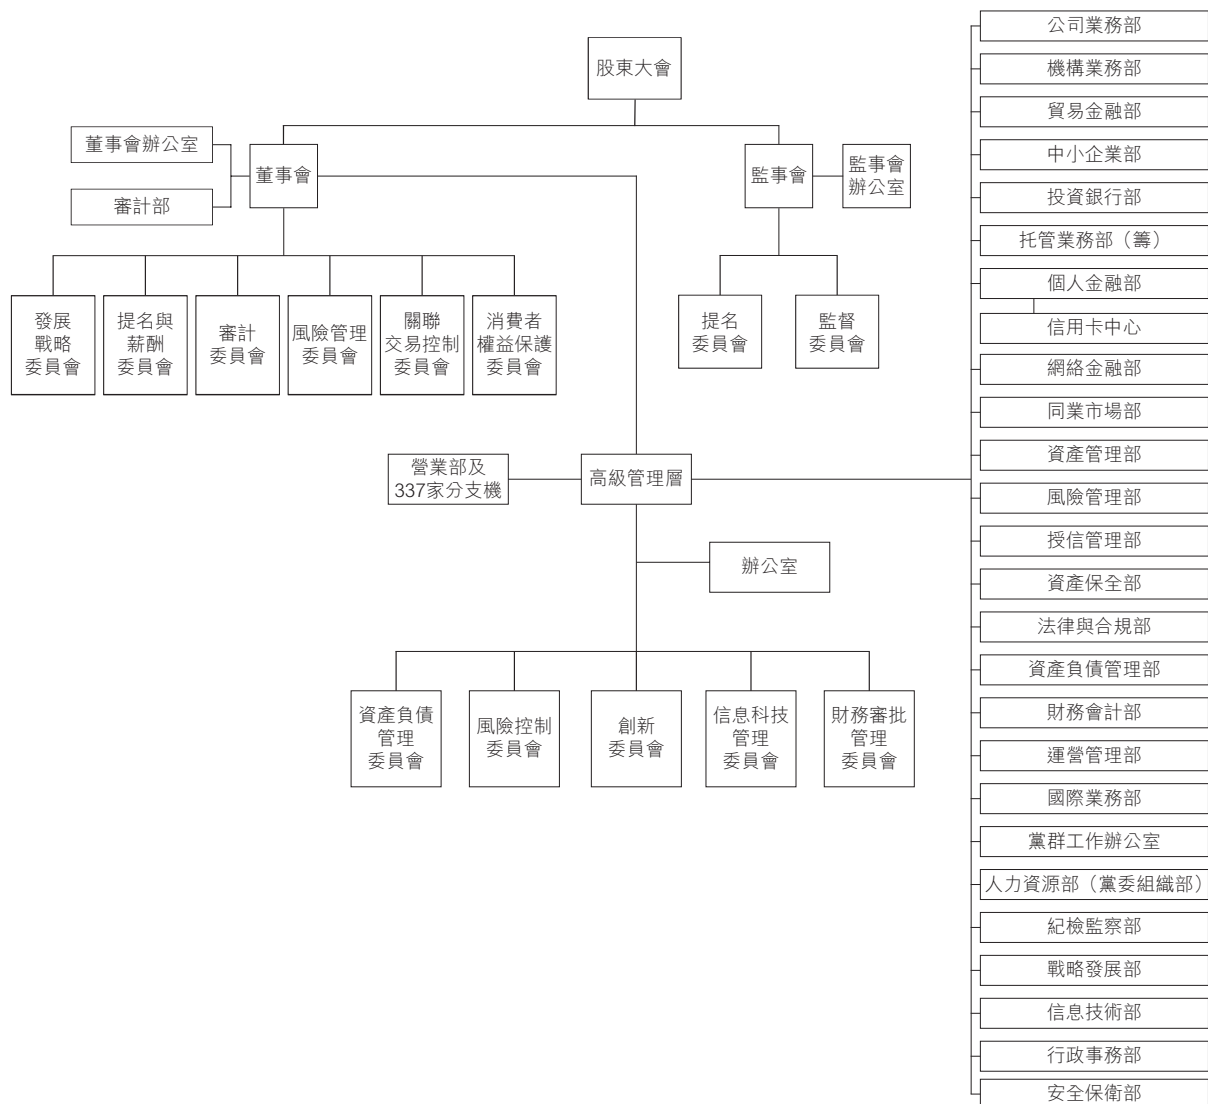 股東大會
董事會辦公室
審計部
董事會
監事會
監事會
辦公室
發展
戰略
委員會
提名與
薪酬
委員會
審計
委員會
風險管理
委員會
關聯
交易控制
委員會
消費者
權益保護
委員會
提名
委員會
監督
委員會
營業部及
337家分支機
高級管理層
辦公室
資產負債
管理
委員會
風險控制
委員會
創新
委員會
信息科技
管理
委員會
財務審批
管理
委員會
公司業務部
機構業務部
貿易金融部
中小企業部
投資銀行部
托管業務部（籌）
個人金融部
信用卡中心
網絡金融部
同業市場部
資產管理部
風險管理部
授信管理部
資產保全部
法律與合規部
資產負債管理部
財務會計部
運營管理部
國際業務部
黨群工作辦公室
人力資源部（黨委組織部）
紀檢監察部
戰略發展部
信息技術部
行政事務部
安全保衛部